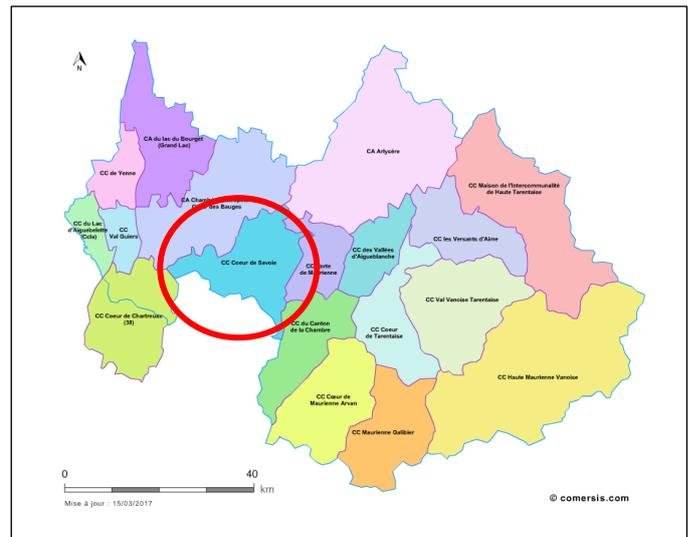 N
CA du lac du Bourget
(Grand Lac)
CA Arlysère
CC de Yenne
CC Maison de l'Intercommunalité
de Haute Tarentaise
CA
des Bauges
CC du Lac
d'Aiguebelette
(Ccla)
CC
Val Guiers
CC les Versants d'Aime
CC des Vallées
d'Aigueblanche
CC Coeur de Savoie
CC
CC Val Vanoise Tarentaise
CC Coeur de Chartreuse
(38)
CC du Canton
de la Chambre
CC Coeur
de Tarentaise
CC Haute Maurienne Vanoise
CC Cœur de
Maurienne Arvan
CC Maurienne Galibier
0 40
km
Mise à jour : 15/03/2017
© comersis.com